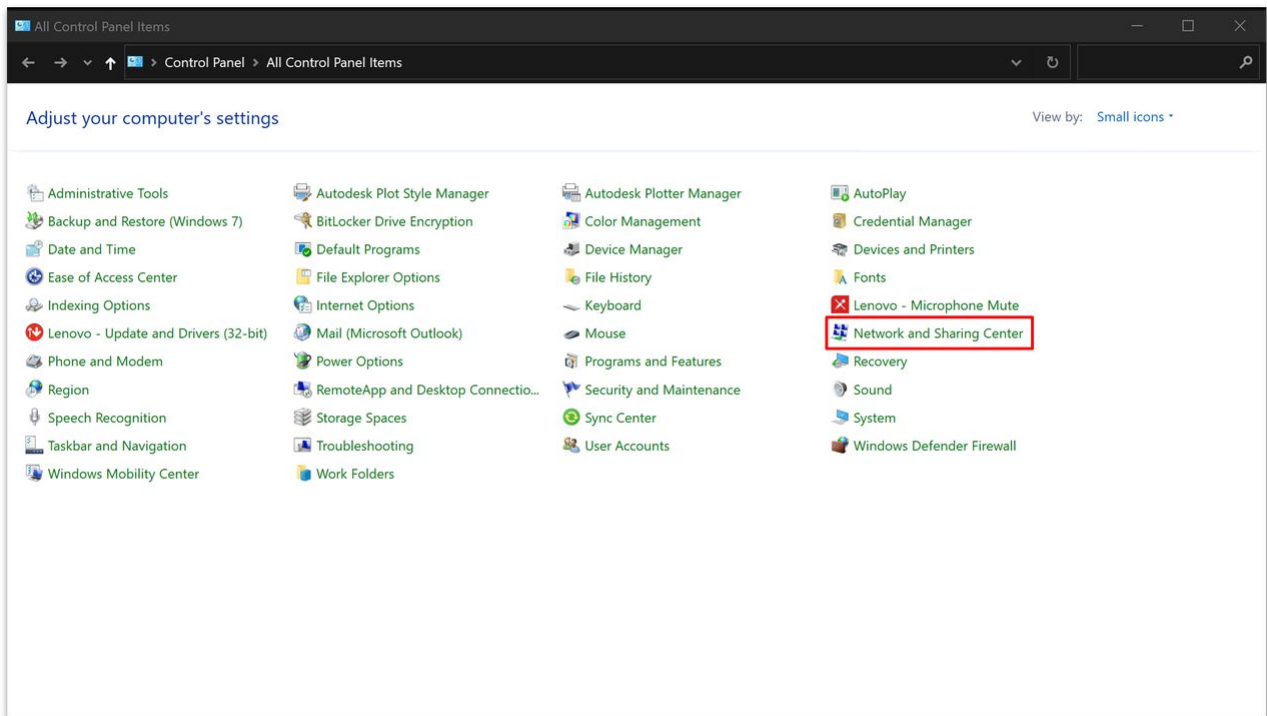 All Control Panel Items
Control Panel > All Control Panel Items
Adjust your computer's settings
View by: Small icons
Administrative Tools
Autodesk Plot Style Manager
Autodesk Plotter Manager
AutoPlay
Backup and Restore (Windows 7)
BitLocker Drive Encryption
Color Management
Credential Manager
Date and Time
Default Programs
Device Manager
Devices and Printers
Ease of Access Center
File Explorer Options
File History
Fonts
Indexing Options
Internet Options
Keyboard
Lenovo - Microphone Mute
Lenovo - Update and Drivers (32-bit)
Mail (Microsoft Outlook)
Mouse
Network and Sharing Center
Phone and Modem
Power Options
Programs and Features
Recovery
Region
RemoteApp and Desktop Connectio...
Security and Maintenance
Sound
Speech Recognition
Storage Spaces
Sync Center
System
Taskbar and Navigation
Troubleshooting
User Accounts
Windows Defender Firewall
Windows Mobility Center
Work Folders